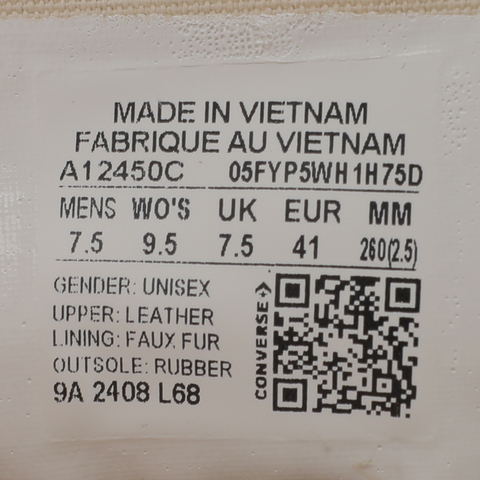 MADE IN VIETNAM
FABRIQUE AU VIETNAM
A12450C 05FYP5WH1H75D
MENS WO'S UK EUR MM
7.5 9.5 7.5 41 260(2.5)
GENDER: UNISEX
UPPER: LEATHER
LINING: FAUX FUR
OUTSOLE: RUBBER
9A 2408 L68
CONVERSE